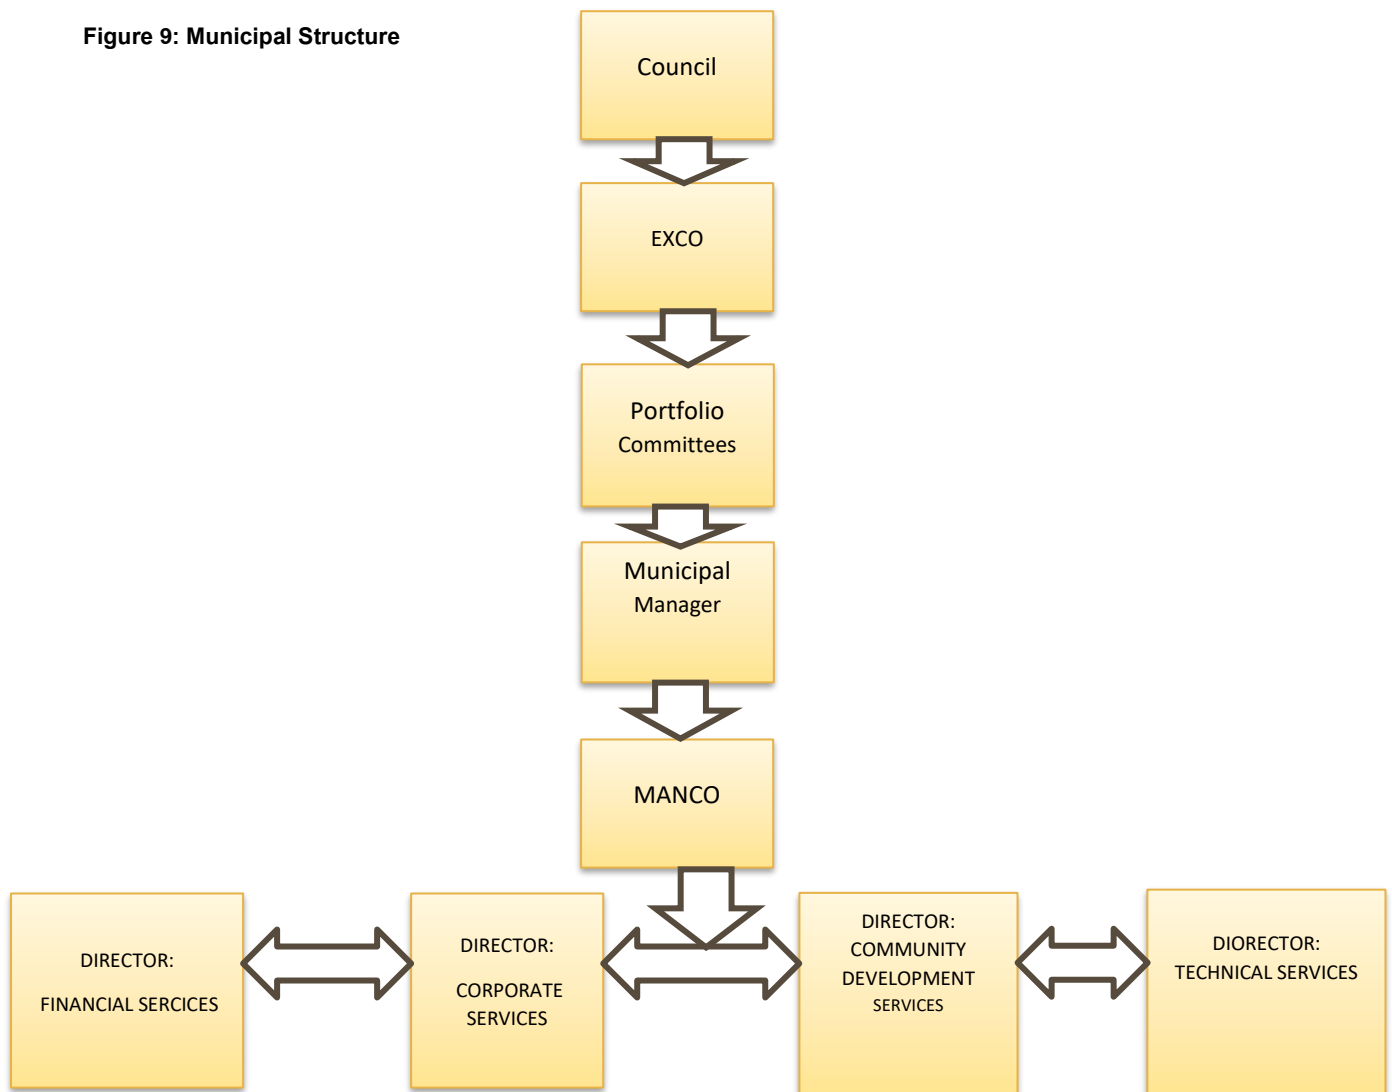 Figure 9: Municipal Structure
Council
EXCO
Portfolio
Committees
Municipal
Manager
MANCO
DIRECTOR:
FINANCIAL SERCICES
DIRECTOR:
CORPORATE
SERVICES
DIRECTOR:
COMMUNITY
DEVELOPMENT
SERVICES
DIORECTOR:
TECHNICAL SERVICES